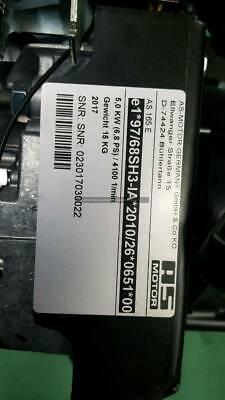 AS-MOTOR GERMANY GmbH & Co KG
Ellwanger Straße 15
D-74424 Bühlertann
AS 165 E
e1*97/68SH3-IA*2010/26*0651*00
5,0 KW (6,8 PS) / 4100 1/min
Gewicht 15 KG
2017
SNR: SNR: 023017030022
AS
MOTOR